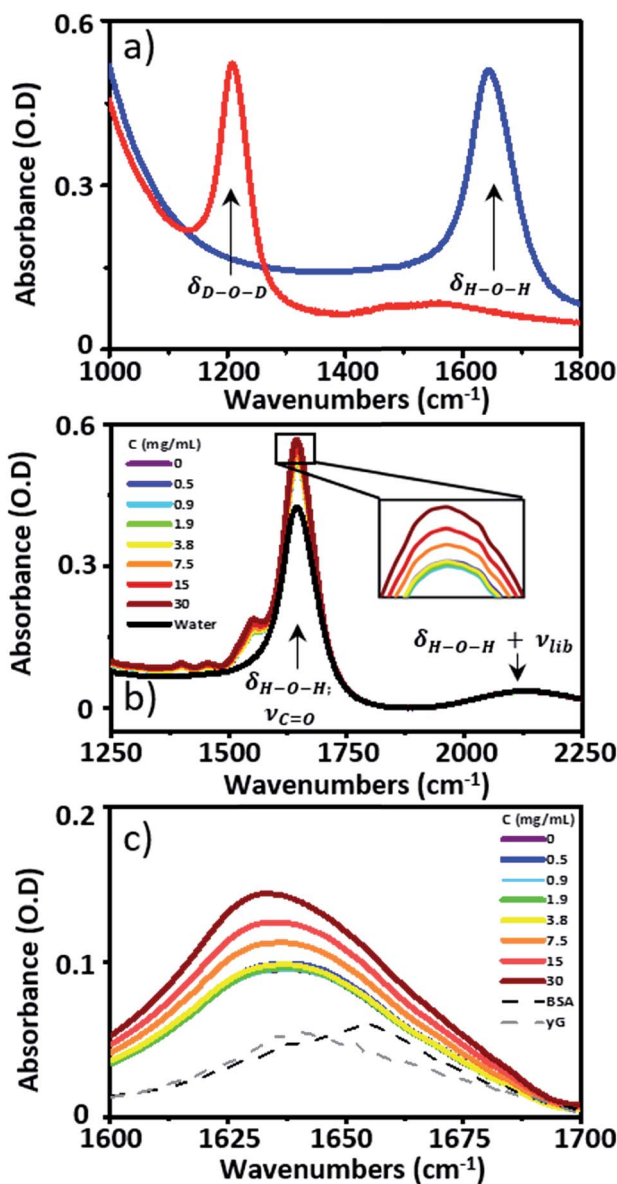 a)
0.6
0.3
0
Absorbance (O.D)
δD-O-D
δH-O-H
1000 1200 1400 1600 1800
Wavenumbers (cm-1)
b)
0.6
0.3
0
Absorbance (O.D)
C (mg/mL)
0
0.5
0.9
1.9
3.8
7.5
15
30
Water
δH-O-H;
νC=O
δH-O-H + νlib
1250 1500 1750 2000 2250
Wavenumbers (cm-1)
c)
0.2
0.1
0
Absorbance (O.D)
C (mg/mL)
0
0.5
0.9
1.9
3.8
7.5
15
30
BSA
yG
1600 1625 1650 1675 1700
Wavenumbers (cm-1)